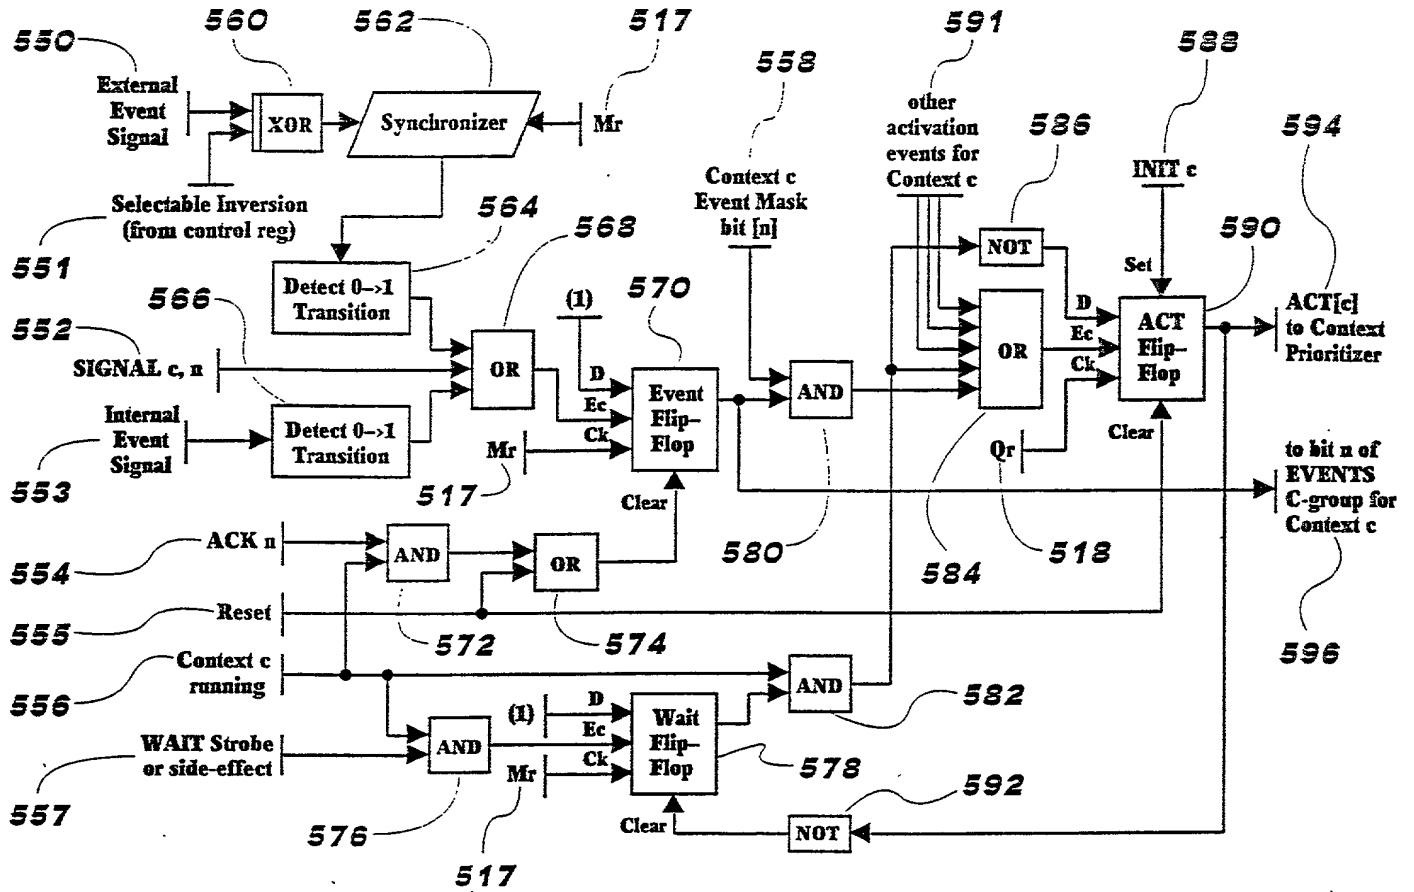 550
560
562
517
558
591
588
External
Event
Signal
XOR
Synchronizer
Mr
other
activation
events for
Context c
586
594
INIT c
ACT[c]
to Context
Prioritizer
Selectable Inversion
(from control reg)
551
564
568
Context c
Event Mask
bit [n]
NOT
590
Set
566
Detect 0->1
Transition
(1)
570
D
Ec
Ck
ACT
Flip-
Flop
552
SIGNAL c, n
OR
D
Ec
Ck
Event
Flip-
Flop
AND
OR
Clear
Internal
Event
Signal
Detect 0->1
Transition
Mr
Qr
to bit n of
EVENTS
C-group for
Context c
553
517
Clear
580
584
518
596
ACK n
554
AND
OR
Reset
555
572
574
Context c
running
556
AND
582
(1)
D
Ec
Ck
Wait
Flip-
Flop
WAIT Strobe
or side-effect
AND
Mr
578
557
576
517
Clear
NOT
592